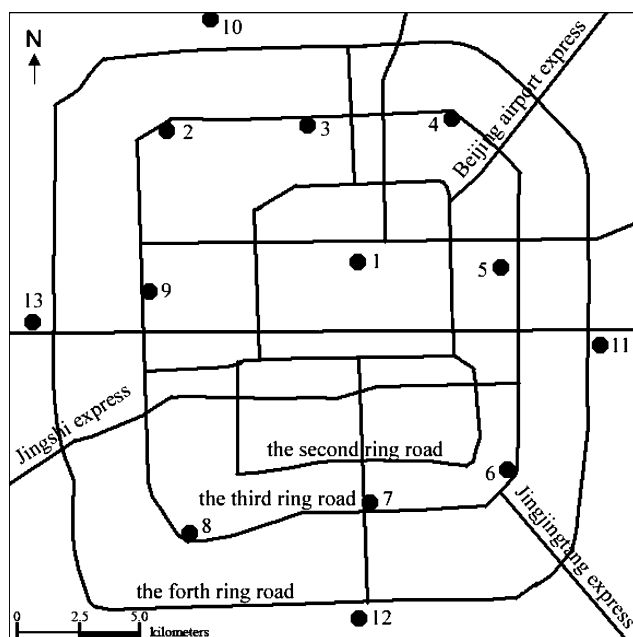 10
N
Beijing airport express
2
3
4
1
5
9
13
11
Jingshi express
the second ring road
6
the third ring road
7
Jingjingtang express
8
the forth ring road
12
0 2.5 5.0
kilometers